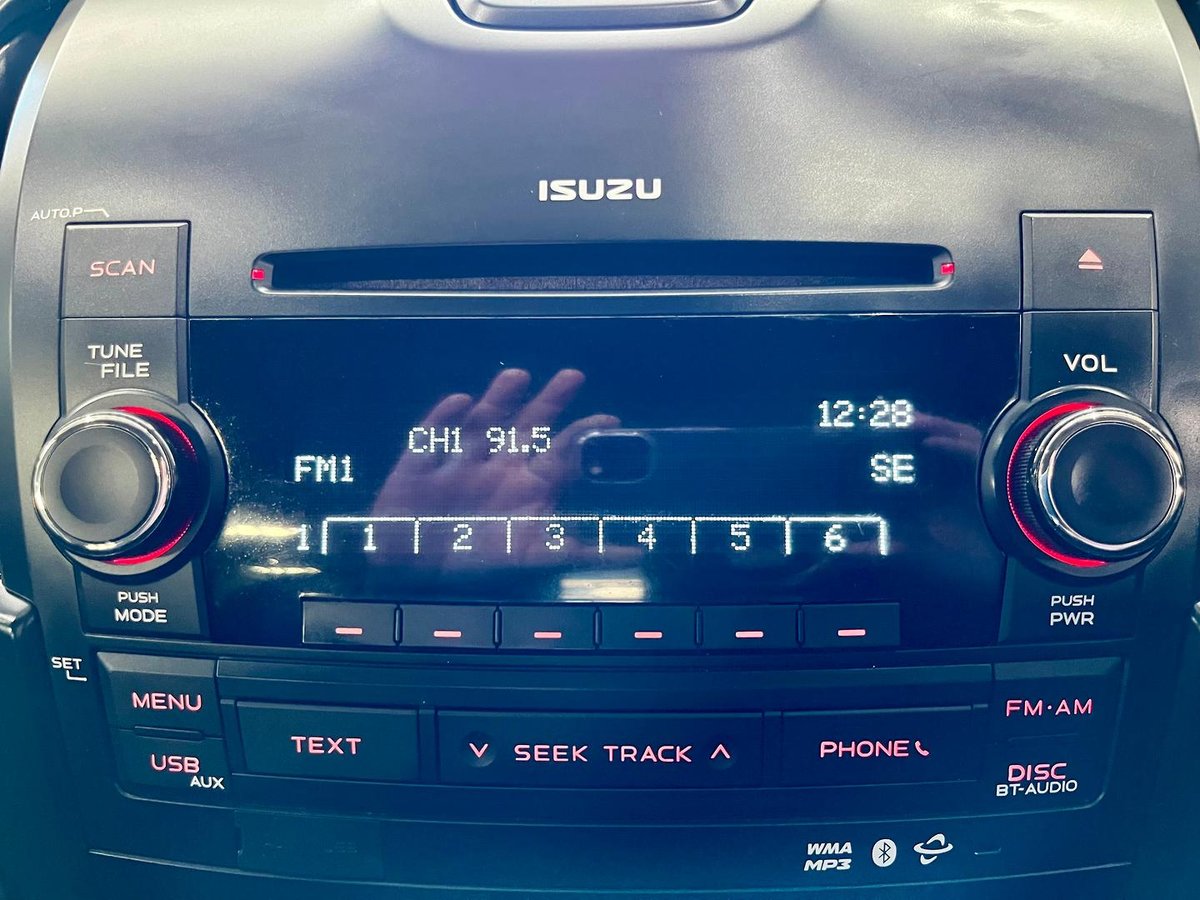 ISUZU
AUTO.P
SCAN
TUNE
FILE
VOL
12:28
CH1 91.5
FM1
SE
1 1 2 3 4 5 6
PUSH
MODE
PUSH
PWR
SET
MENU
FM·AM
TEXT
SEEK TRACK
PHONE
USB
AUX
DISC
BT-AUDIO
WMA
MP3